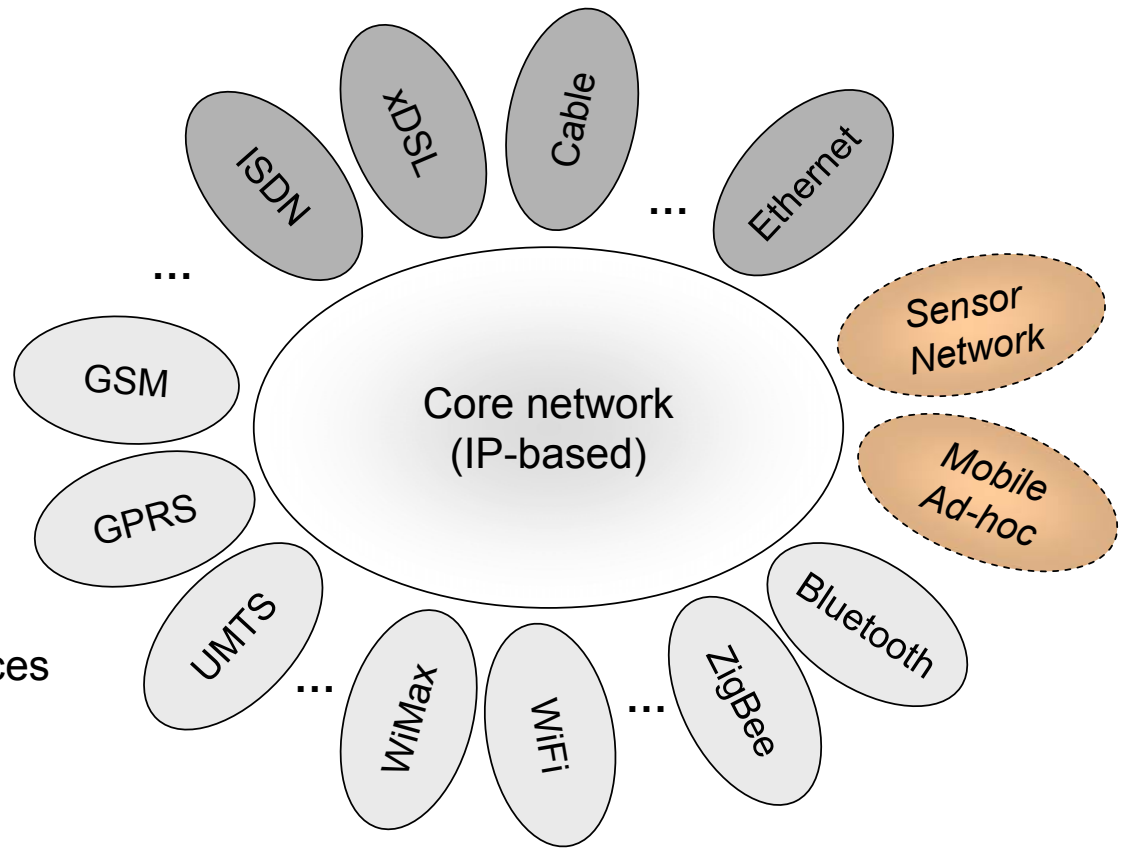 xDSL
Cable
ISDN
...
Ethernet
...
Sensor
Network
GSM
Core network
(IP-based)
Mobile
Ad-hoc
GPRS
Bluetooth
UMTS
ces
...
WiMax
WiFi
...
ZigBee